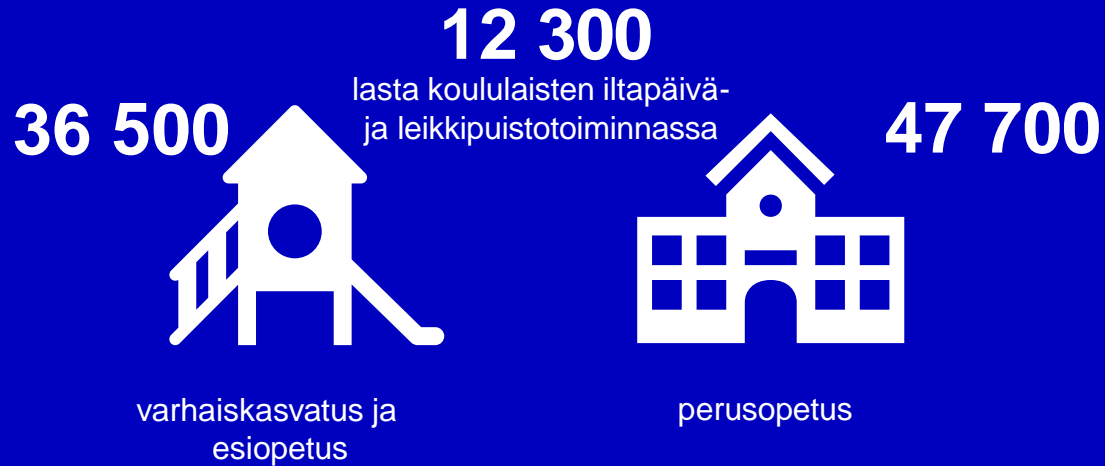 12 300
lasta koululaisten iltapäivä-
ja leikkipuistotoiminnassa
36 500
47 700
varhaiskasvatus ja
esiopetus
perusopetus